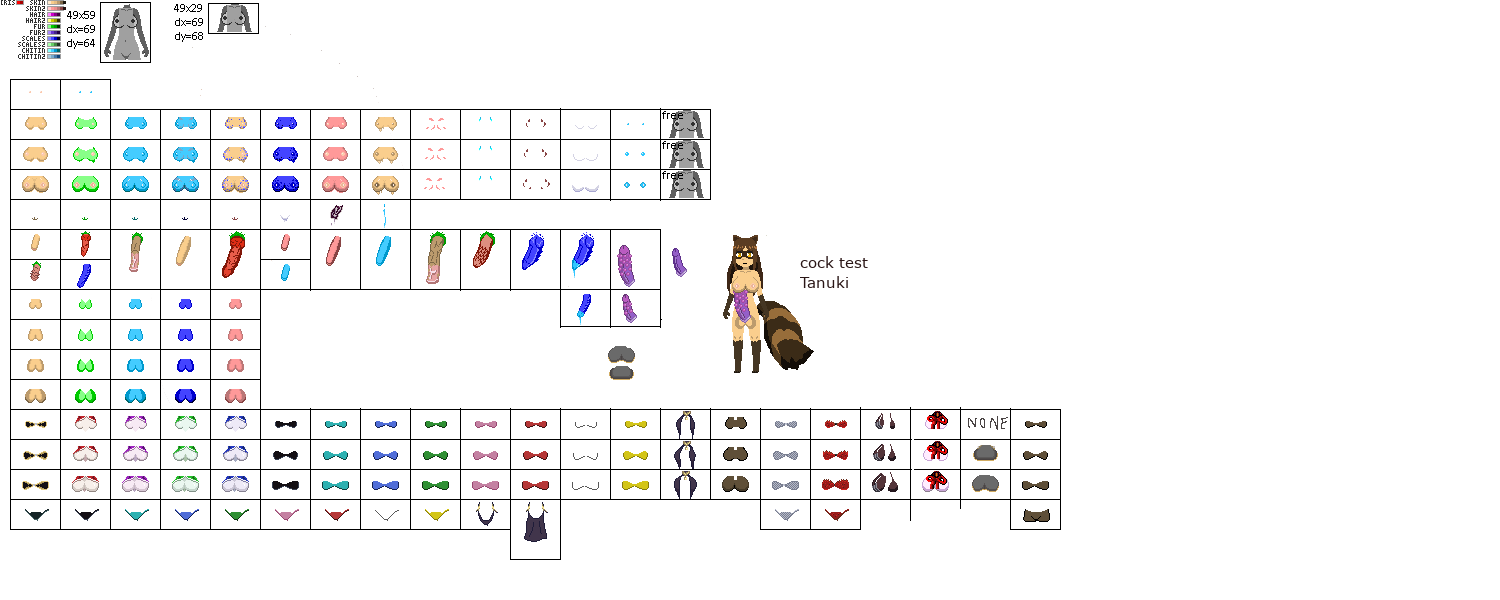 IRIS
SKIN
SKIN2
HAIR
HAIR2
FUR
FUR2
SCALES
SCALES2
CHITIN
CHITIN2
49x59
dx=69
dy=64
49x29
dx=69
dy=68
free
free
free
cock test
Tanuki
NONE